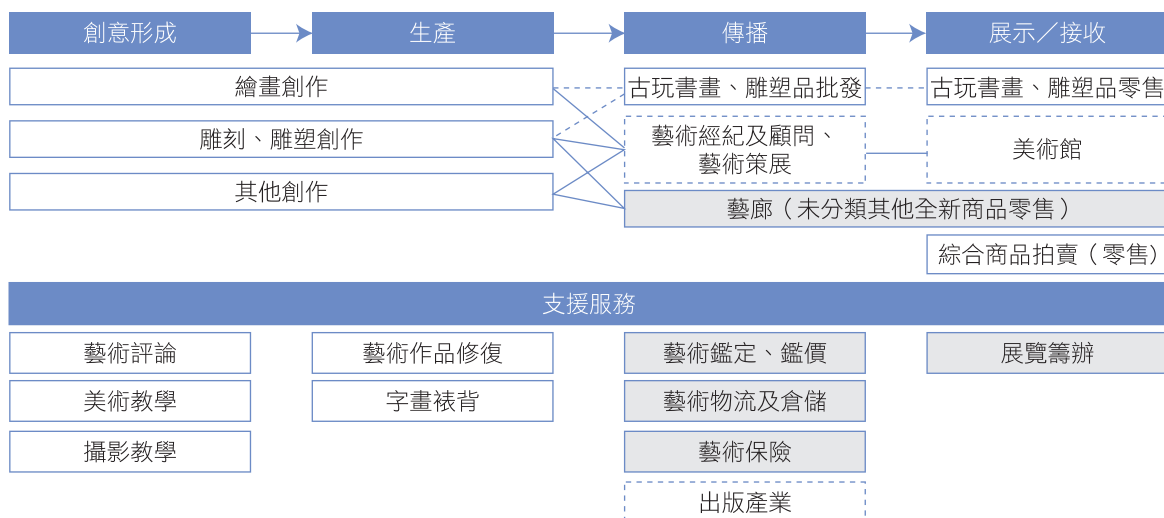 創意形成
生產
傳播
展示／接收
繪畫創作
古玩書畫、雕塑品批發
古玩書畫、雕塑品零售
雕刻、雕塑創作
藝術經紀及顧問、
藝術策展
美術館
其他創作
藝廊（未分類其他全新商品零售）
綜合商品拍賣（零售）
支援服務
藝術評論
藝術作品修復
藝術鑑定、鑑價
展覽籌辦
美術教學
字畫裱背
藝術物流及倉儲
攝影教學
藝術保險
出版產業